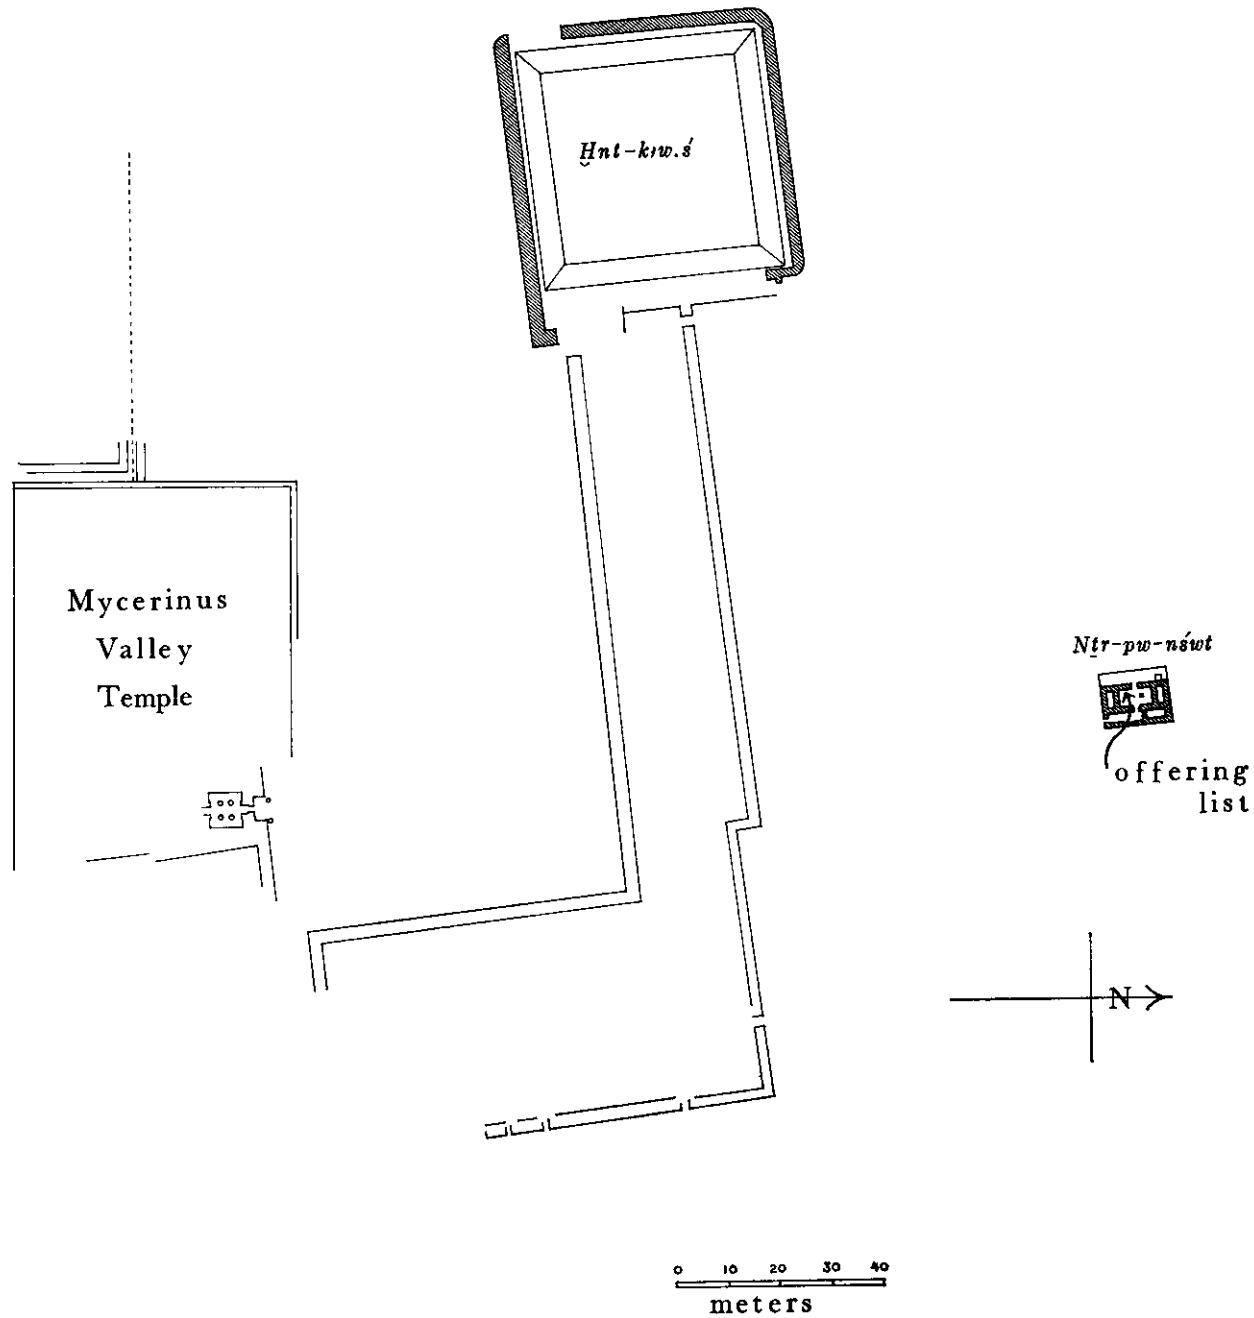 Ḫnt-kꜣw.ś
Mycerinus
Valley
Temple
Nṯr-pw-nśwt
offering
list
N
0 10 20 30 40
meters